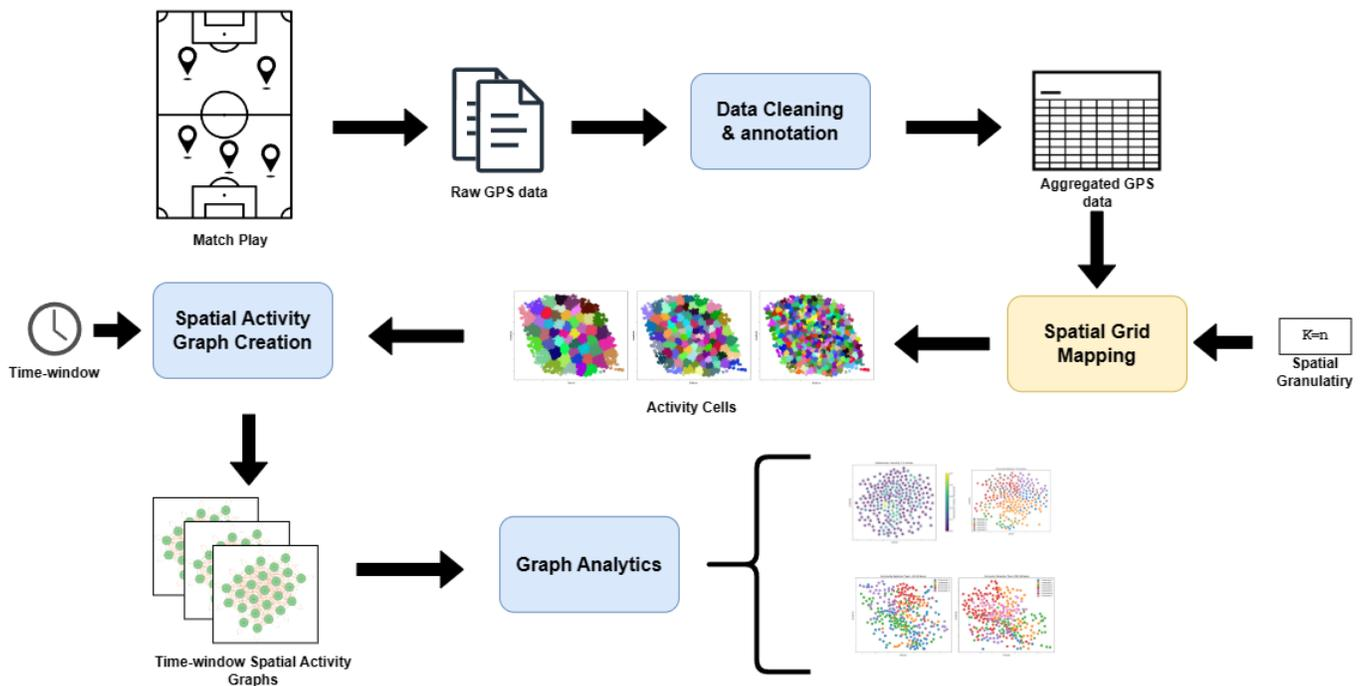 Match Play
Raw GPS data
Data Cleaning
& annotation
Aggregated GPS
data
Time-window
Spatial Activity
Graph Creation
Activity Cells
Spatial Grid
Mapping
K=n
Spatial
Granulatiry
Time-window Spatial Activity
Graphs
Graph Analytics